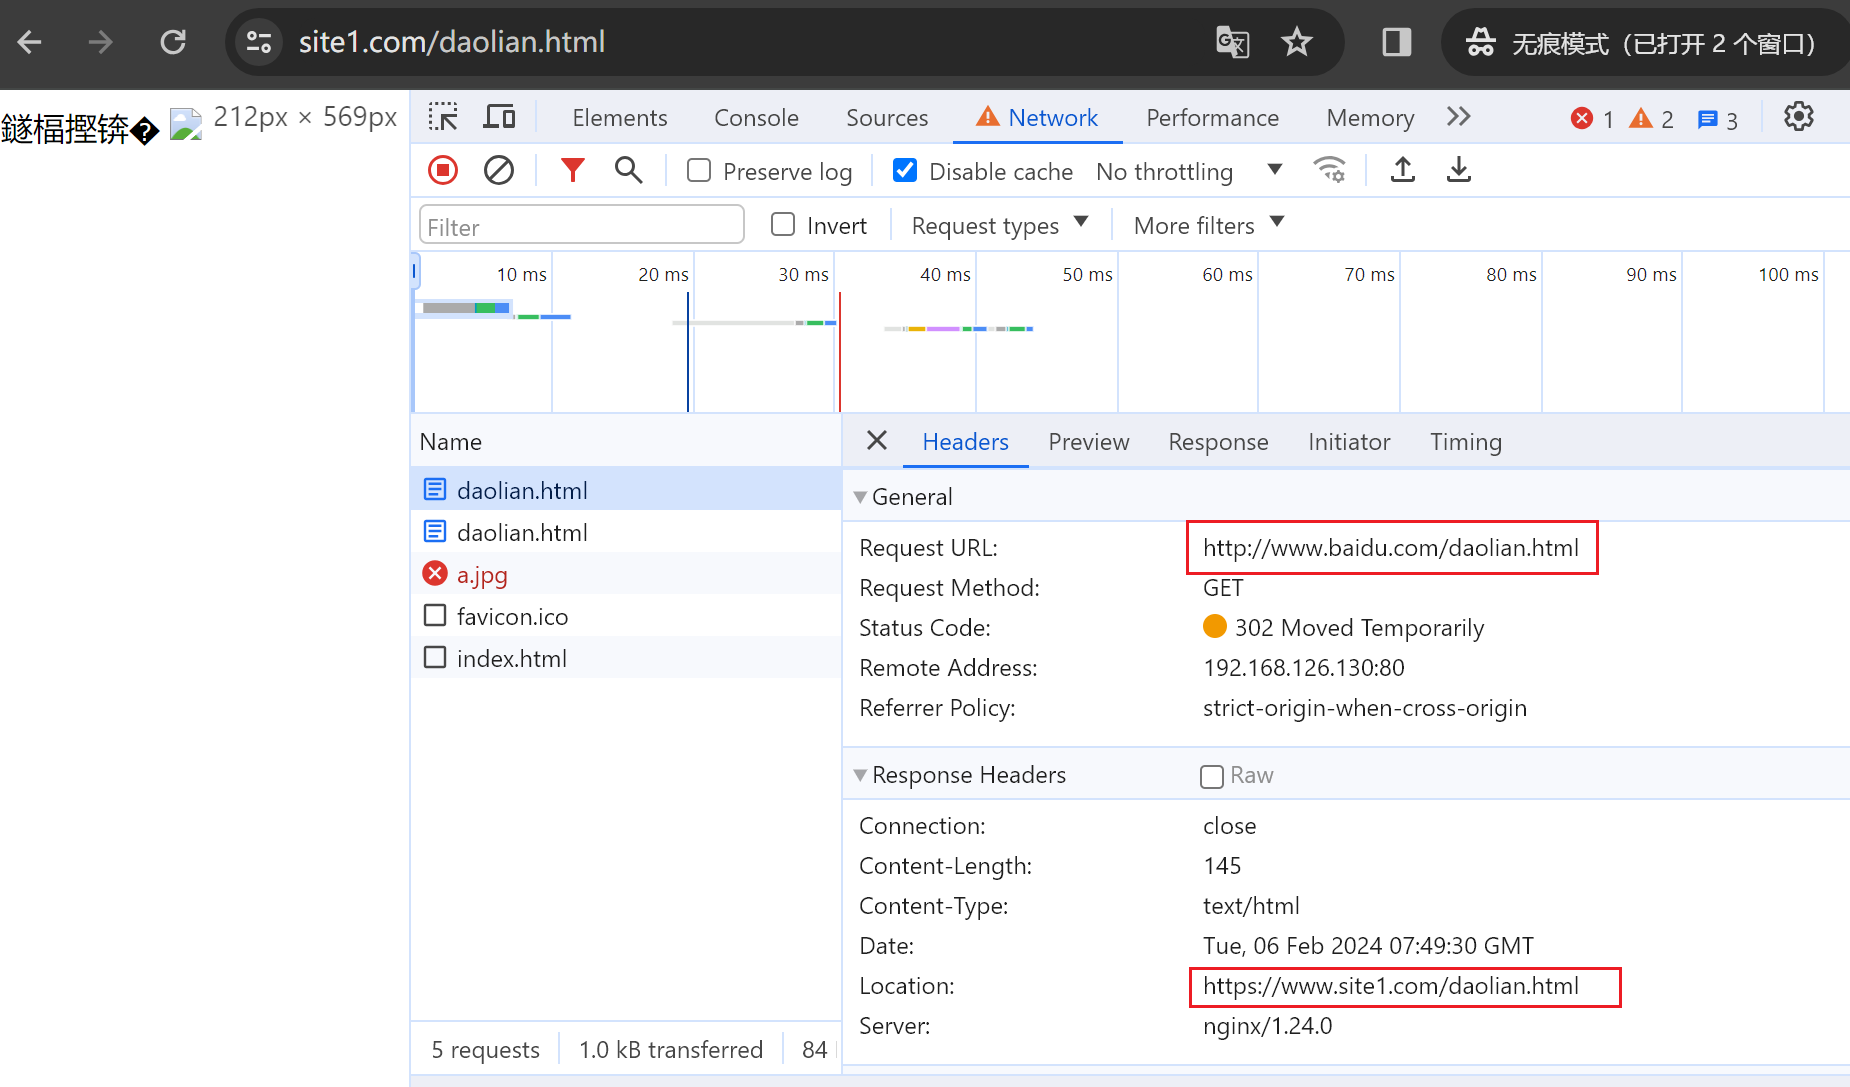 site1.com/daolian.html
无痕模式（已打开 2 个窗口）
鐩楅摼锛�
212px × 569px
Elements Console Sources Network Performance Memory 1 2 3
Preserve log Disable cache No throttling
Filter Invert Request types More filters
10 ms 20 ms 30 ms 40 ms 50 ms 60 ms 70 ms 80 ms 90 ms 100 ms
Name
daolian.html
daolian.html
a.jpg
favicon.ico
index.html
5 requests 1.0 kB transferred 84
Headers Preview Response Initiator Timing
General
Request URL: http://www.baidu.com/daolian.html
Request Method: GET
Status Code: 302 Moved Temporarily
Remote Address: 192.168.126.130:80
Referrer Policy: strict-origin-when-cross-origin
Response Headers Raw
Connection: close
Content-Length: 145
Content-Type: text/html
Date: Tue, 06 Feb 2024 07:49:30 GMT
Location: https://www.site1.com/daolian.html
Server: nginx/1.24.0